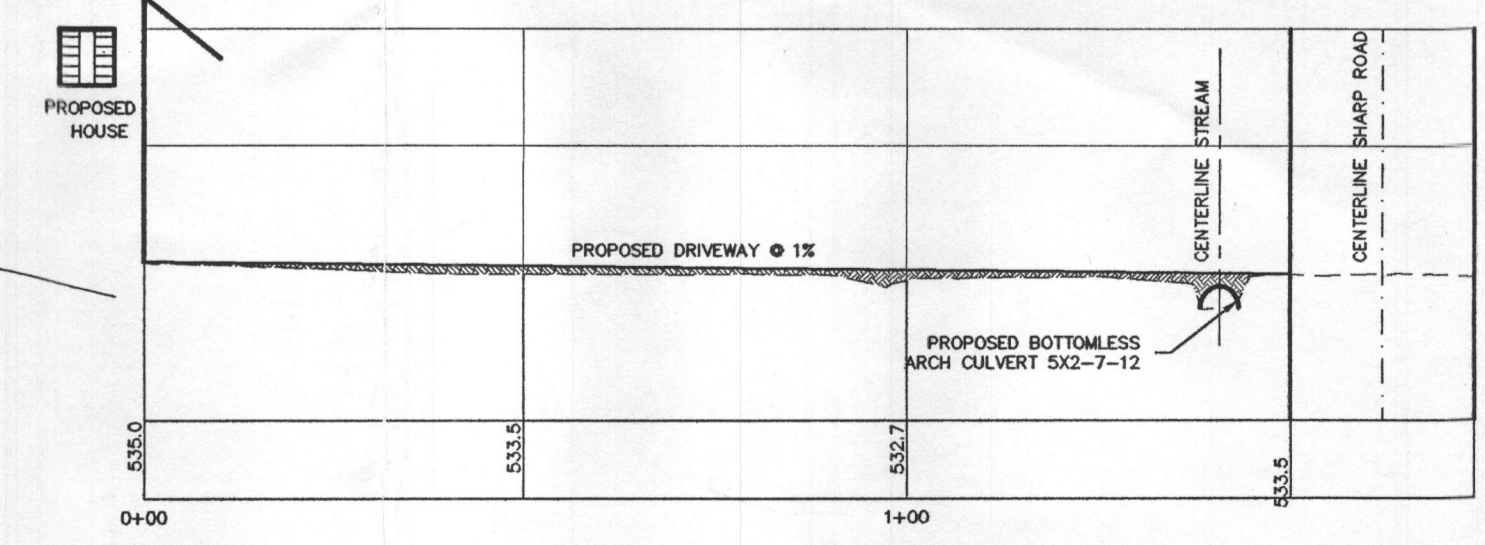 PROPOSED
HOUSE
CENTERLINE STREAM
CENTERLINE SHARP ROAD
PROPOSED DRIVEWAY @ 1%
PROPOSED BOTTOMLESS
ARCH CULVERT 5X2-7-12
535.0
533.5
532.7
533.5
0+00
1+00